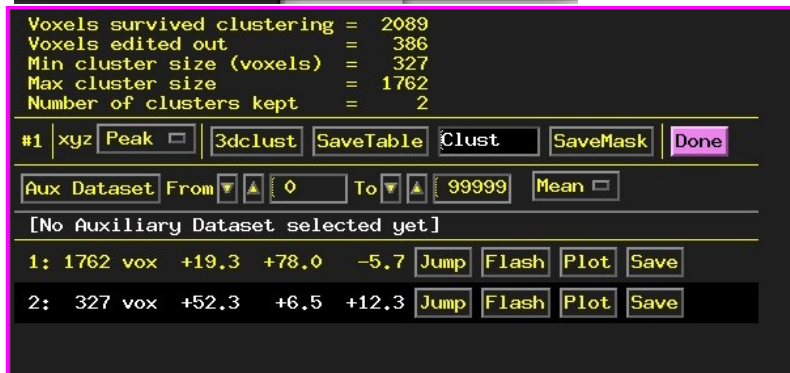 Voxels survived clustering = 2089
Voxels edited out = 386
Min cluster size (voxels) = 327
Max cluster size = 1762
Number of clusters kept = 2
#1 xyz Peak 3dclust SaveTable Clust SaveMask Done
Aux Dataset From 0 To 99999 Mean
[No Auxiliary Dataset selected yet]
1: 1762 vox +19.3 +78.0 -5.7 Jump Flash Plot Save
2: 327 vox +52.3 +6.5 +12.3 Jump Flash Plot Save